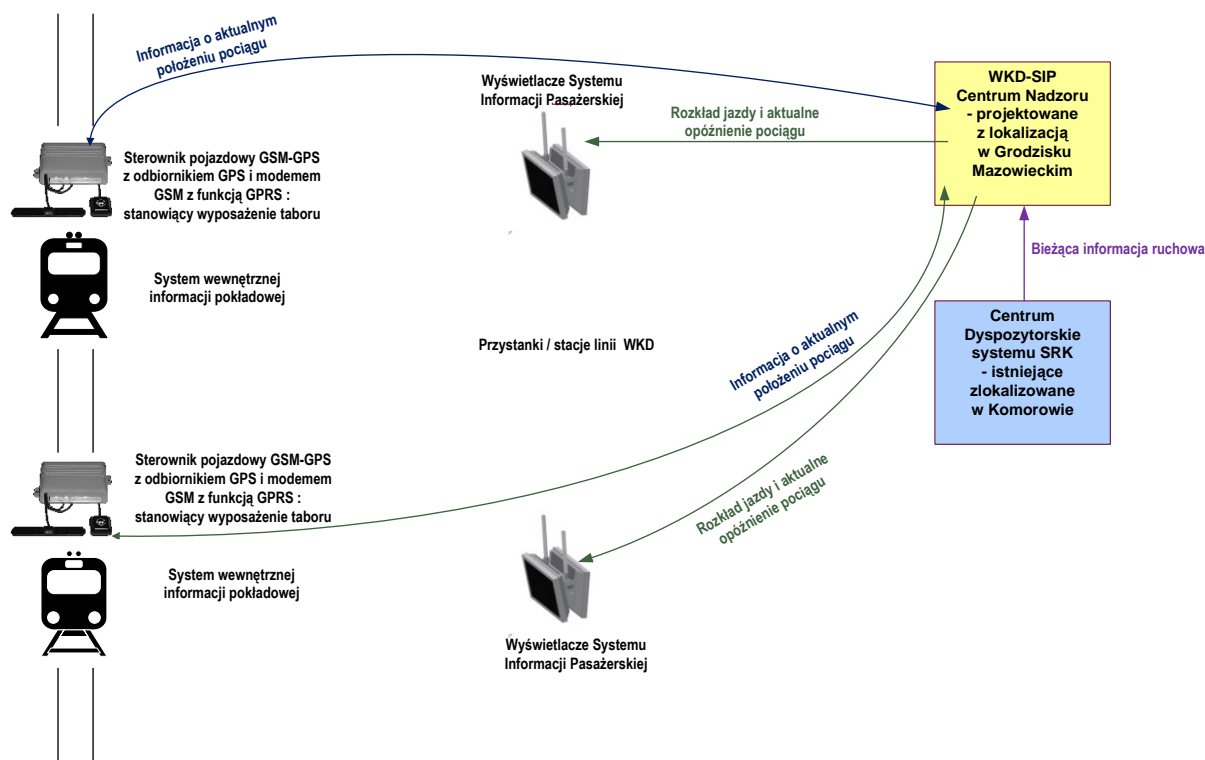 Informacja o aktualnym
położeniu pociągu
Wyświetlacze Systemu
Informacji Pasażerskiej
Rozkład jazdy i aktualne
opóźnienie pociągu
WKD-SIP
Centrum Nadzoru
- projektowane
z lokalizacją
w Grodzisku
Mazowieckim
Sterownik pojazdowy GSM-GPS
z odbiornikiem GPS i modemem
GSM z funkcją GPRS :
stanowiący wyposażenie taboru
System wewnętrznej
informacji pokładowej
Bieżąca informacja ruchowa
Centrum
Dyspozytorskie
systemu SRK
- istniejące
zlokalizowane
w Komorowie
Przystanki / stacje linii WKD
Informacja o aktualnym
położeniu pociągu
Sterownik pojazdowy GSM-GPS
z odbiornikiem GPS i modemem
GSM z funkcją GPRS :
stanowiący wyposażenie taboru
Rozkład jazdy i aktualne
opóźnienie pociągu
System wewnętrznej
informacji pokładowej
Wyświetlacze Systemu
Informacji Pasażerskiej